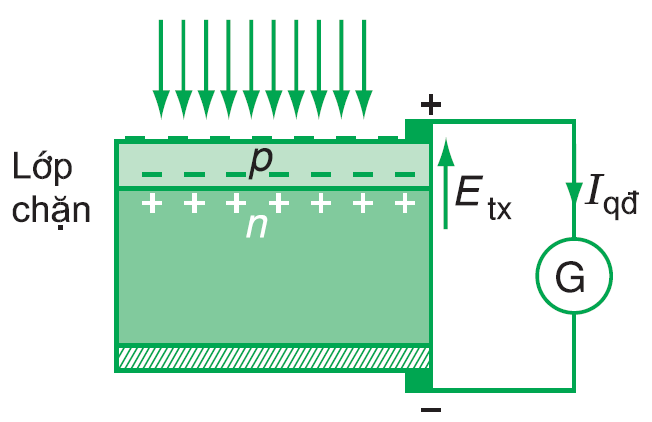 +
Lớp
chặn
p
E tx
I qđ
+ + + + + + +
n
G
–